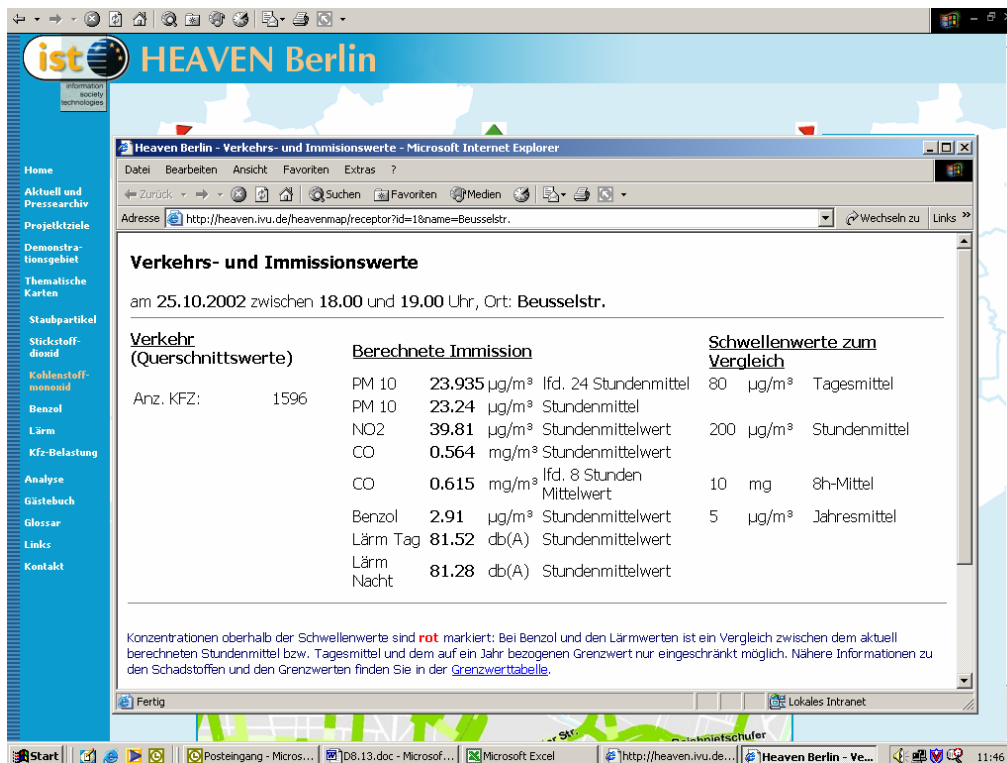 ist
HEAVEN Berlin
information
society
technologies
Home
Aktuell und
Pressearchiv
Projetktziele
Demonstra-
tionsgebiet
Thematische
Karten
Staubpartikel
Stickstoff-
dioxid
Kohlenstoff-
monoxid
Benzol
Lärm
Kfz-Belastung
Analyse
Gästebuch
Glossar
Links
Kontakt
Heaven Berlin - Verkehrs- und Immisionswerte - Microsoft Internet Explorer
Datei Bearbeiten Ansicht Favoriten Extras ?
Zurück Suchen Favoriten Medien
Adresse http://heaven.ivu.de/heavenmap/receptor?id=1&name=Beusselstr. Wechseln zu Links »
Verkehrs- und Immissionswerte
am 25.10.2002 zwischen 18.00 und 19.00 Uhr, Ort: Beusselstr.
Verkehr
(Querschnittswerte)
Anz. KFZ: 1596
Berechnete Immission
Schwellenwerte zum
Vergleich
PM 10 23.935 µg/m³ lfd. 24 Stundenmittel 80 µg/m³ Tagesmittel
PM 10 23.24 µg/m³ Stundenmittel
NO2 39.81 µg/m³ Stundenmittelwert 200 µg/m³ Stundenmittel
CO 0.564 mg/m³ Stundenmittelwert
CO 0.615 mg/m³ lfd. 8 Stunden
Mittelwert 10 mg 8h-Mittel
Benzol 2.91 µg/m³ Stundenmittelwert 5 µg/m³ Jahresmittel
Lärm Tag 81.52 db(A) Stundenmittelwert
Lärm
Nacht 81.28 db(A) Stundenmittelwert
Konzentrationen oberhalb der Schwellenwerte sind rot markiert: Bei Benzol und den Lärmwerten ist ein Vergleich zwischen dem aktuell
berechneten Stundenmittel bzw. Tagesmittel und dem auf ein Jahr bezogenen Grenzwert nur eingeschränkt möglich. Nähere Informationen zu
den Schadstoffen und den Grenzwerten finden Sie in der Grenzwerttabelle.
Fertig Lokales Intranet
Str.
Start Posteingang - Micros... D8.13.doc - Microsof... Microsoft Excel http://heaven.ivu.de... Heaven Berlin - Ve... 11:46